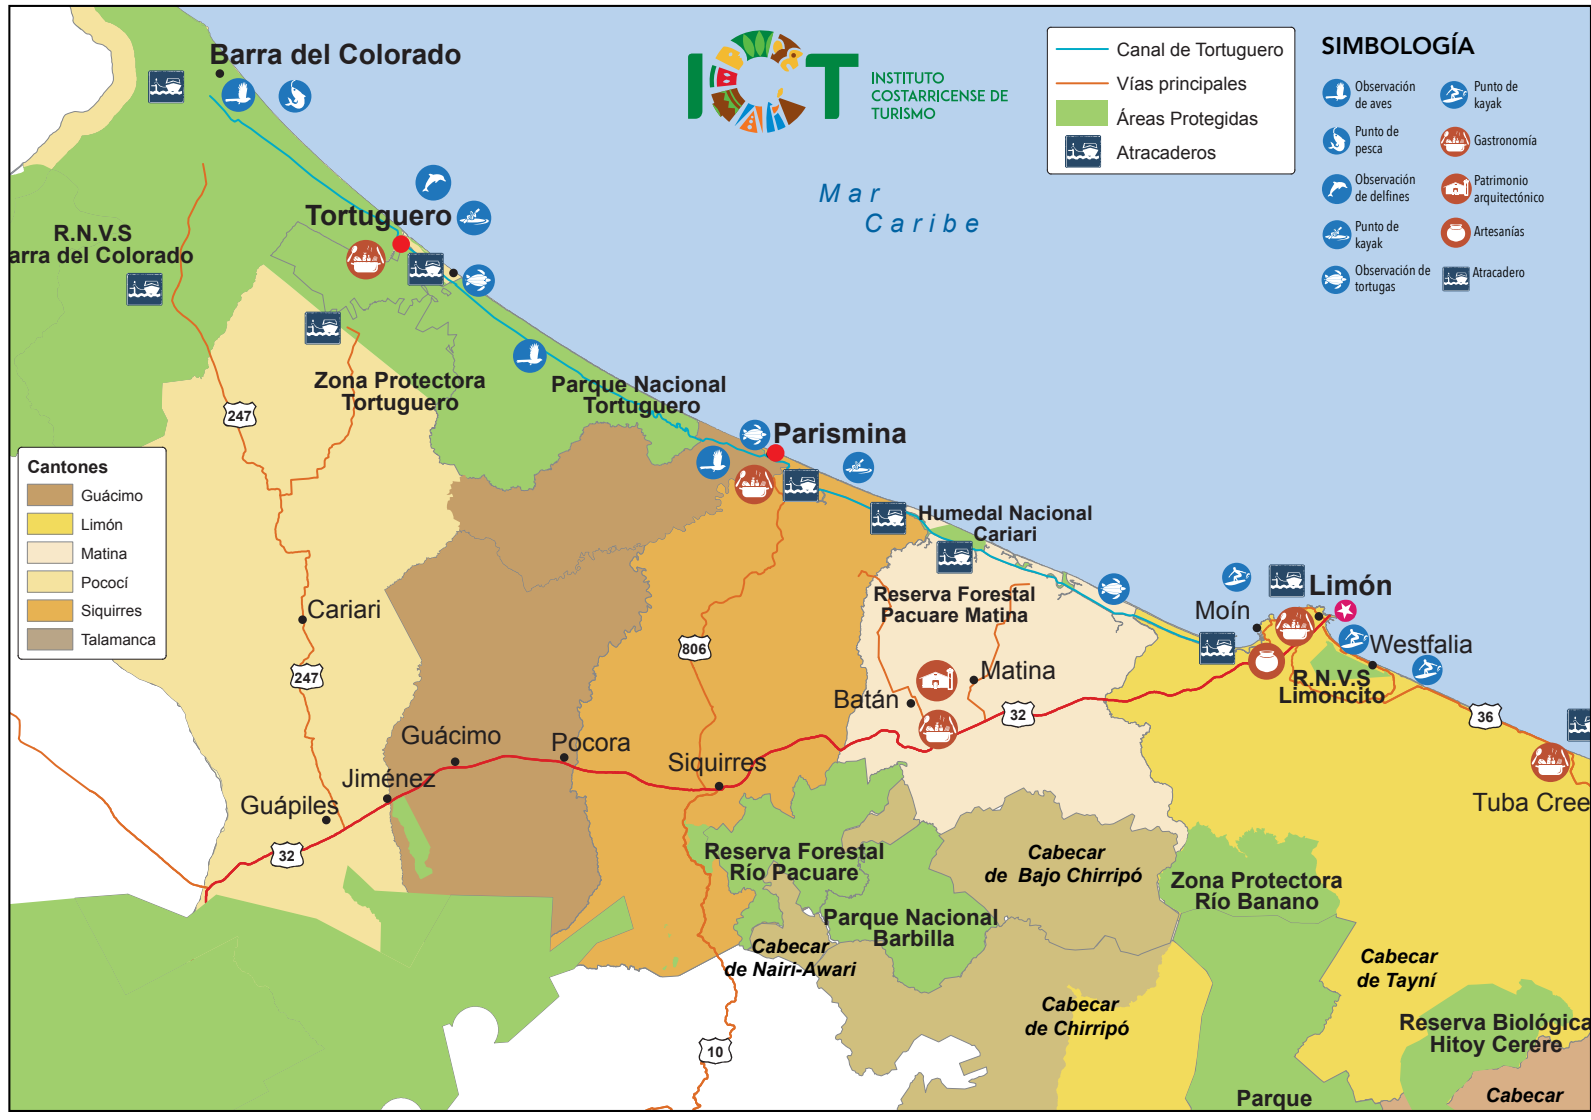 Barra del Colorado
ICT
INSTITUTO
COSTARRICENSE DE
TURISMO
Canal de Tortuguero
Vías principales
Áreas Protegidas
Atracaderos
SIMBOLOGÍA
Observación
de aves
Punto de
kayak
Punto de
pesca
Gastronomía
Observación
de delfines
Patrimonio
arquitectónico
Punto de
kayak
Artesanías
Observación de
tortugas
Atracadero
Mar
Caribe
Tortuguero
R.N.V.S
arra del Colorado
Zona Protectora
Tortuguero
Parque Nacional
Tortuguero
247
Parismina
Cantones
Guácimo
Limón
Matina
Pococí
Siquirres
Talamanca
Humedal Nacional
Cariari
Reserva Forestal
Pacuare Matina
Cariari
Moín
Limón
Westfalia
R.N.V.S
Limoncito
806
247
Batán
Matina
32
36
Guácimo
Pocora
Siquirres
Jiménez
Guápiles
32
Tuba Cree
Reserva Forestal
Río Pacuare
Cabecar
de Bajo Chirripó
Zona Protectora
Río Banano
Parque Nacional
Barbilla
Cabecar
de Nairi-Awari
Cabecar
de Tayní
Cabecar
de Chirripó
Reserva Biológica
Hitoy Cerere
10
Parque
Cabecar